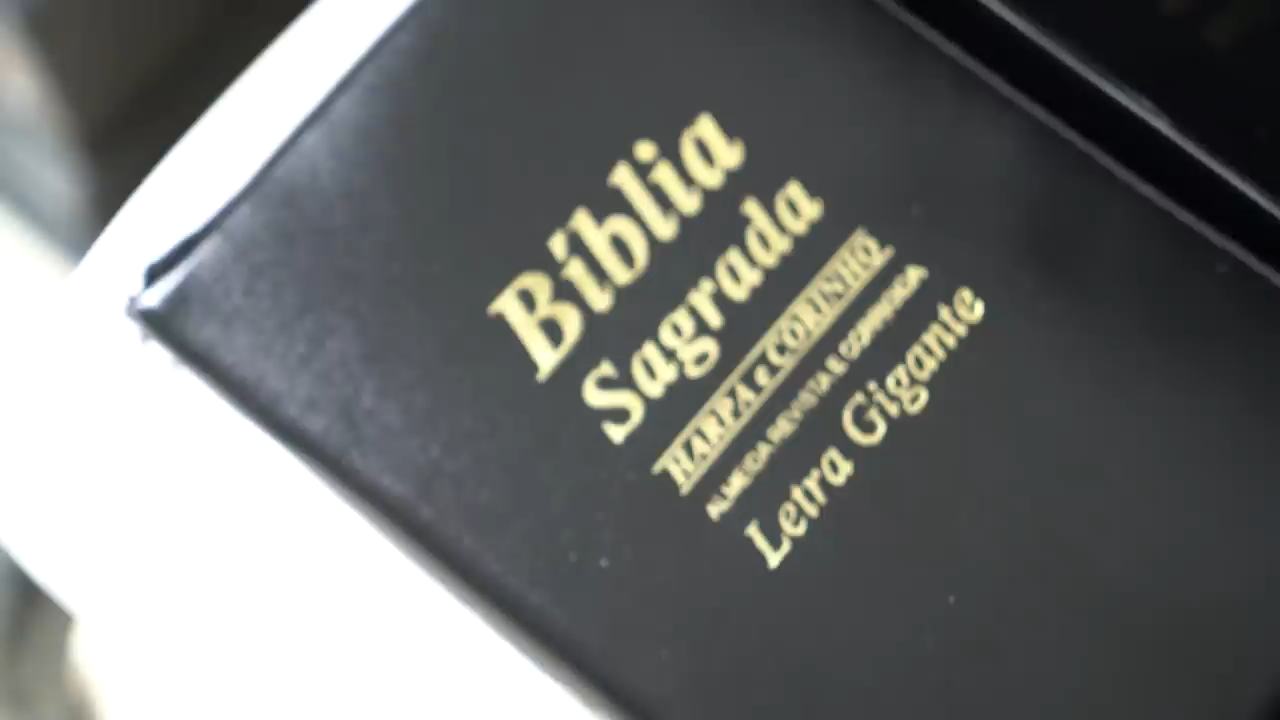 Bíblia
Sagrada
HARPA e CORINHO
ALMEIDA REVISTA E CORRIGIDA
Letra Gigante